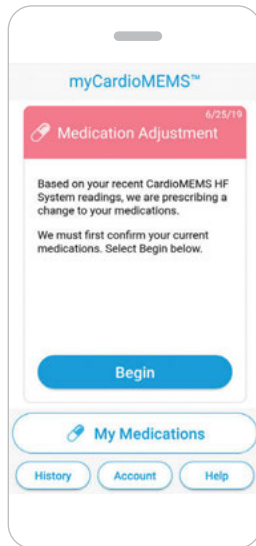 myCardioMEMS™
6/25/19
Medication Adjustment
Based on your recent CardioMEMS HF
System readings, we are prescribing a
change to your medications.
We must first confirm your current
medications. Select Begin below.
Begin
My Medications
History Account Help